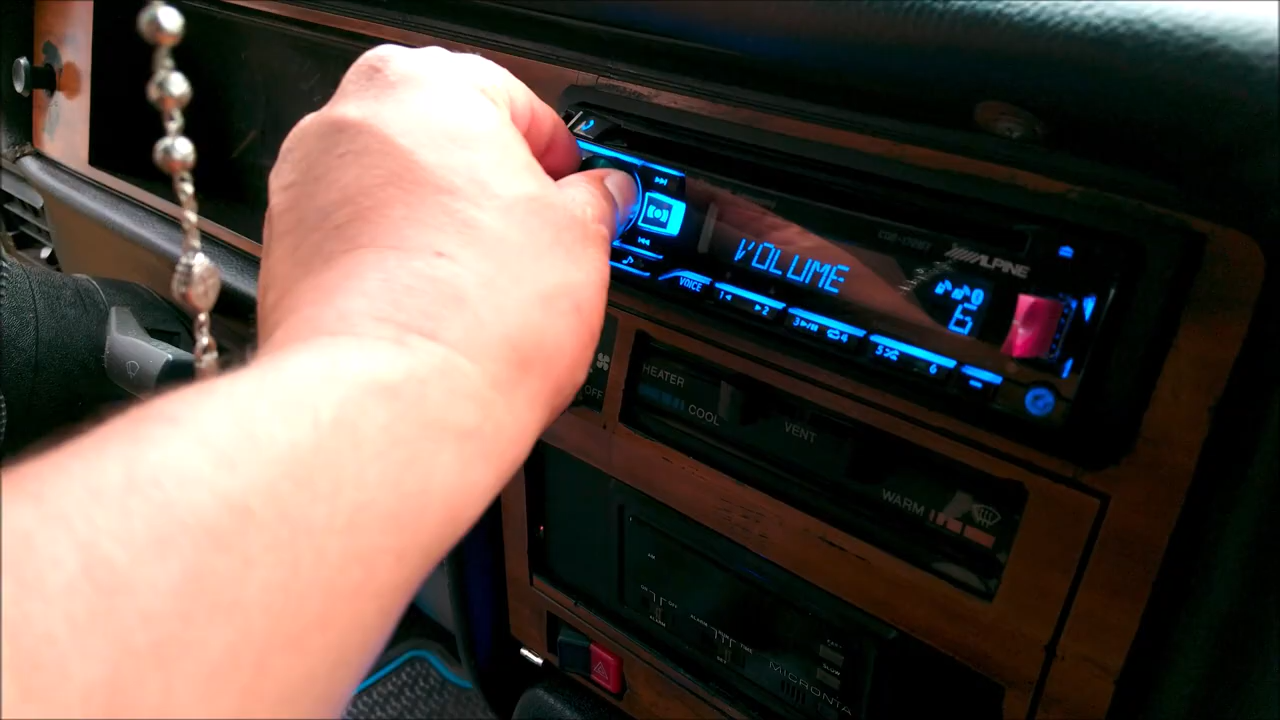 ALPINE
VOLUME
6
VOICE
1 2 3 4 5 6
OFF
HEATER
COOL
VENT
WARM
MICRONTA